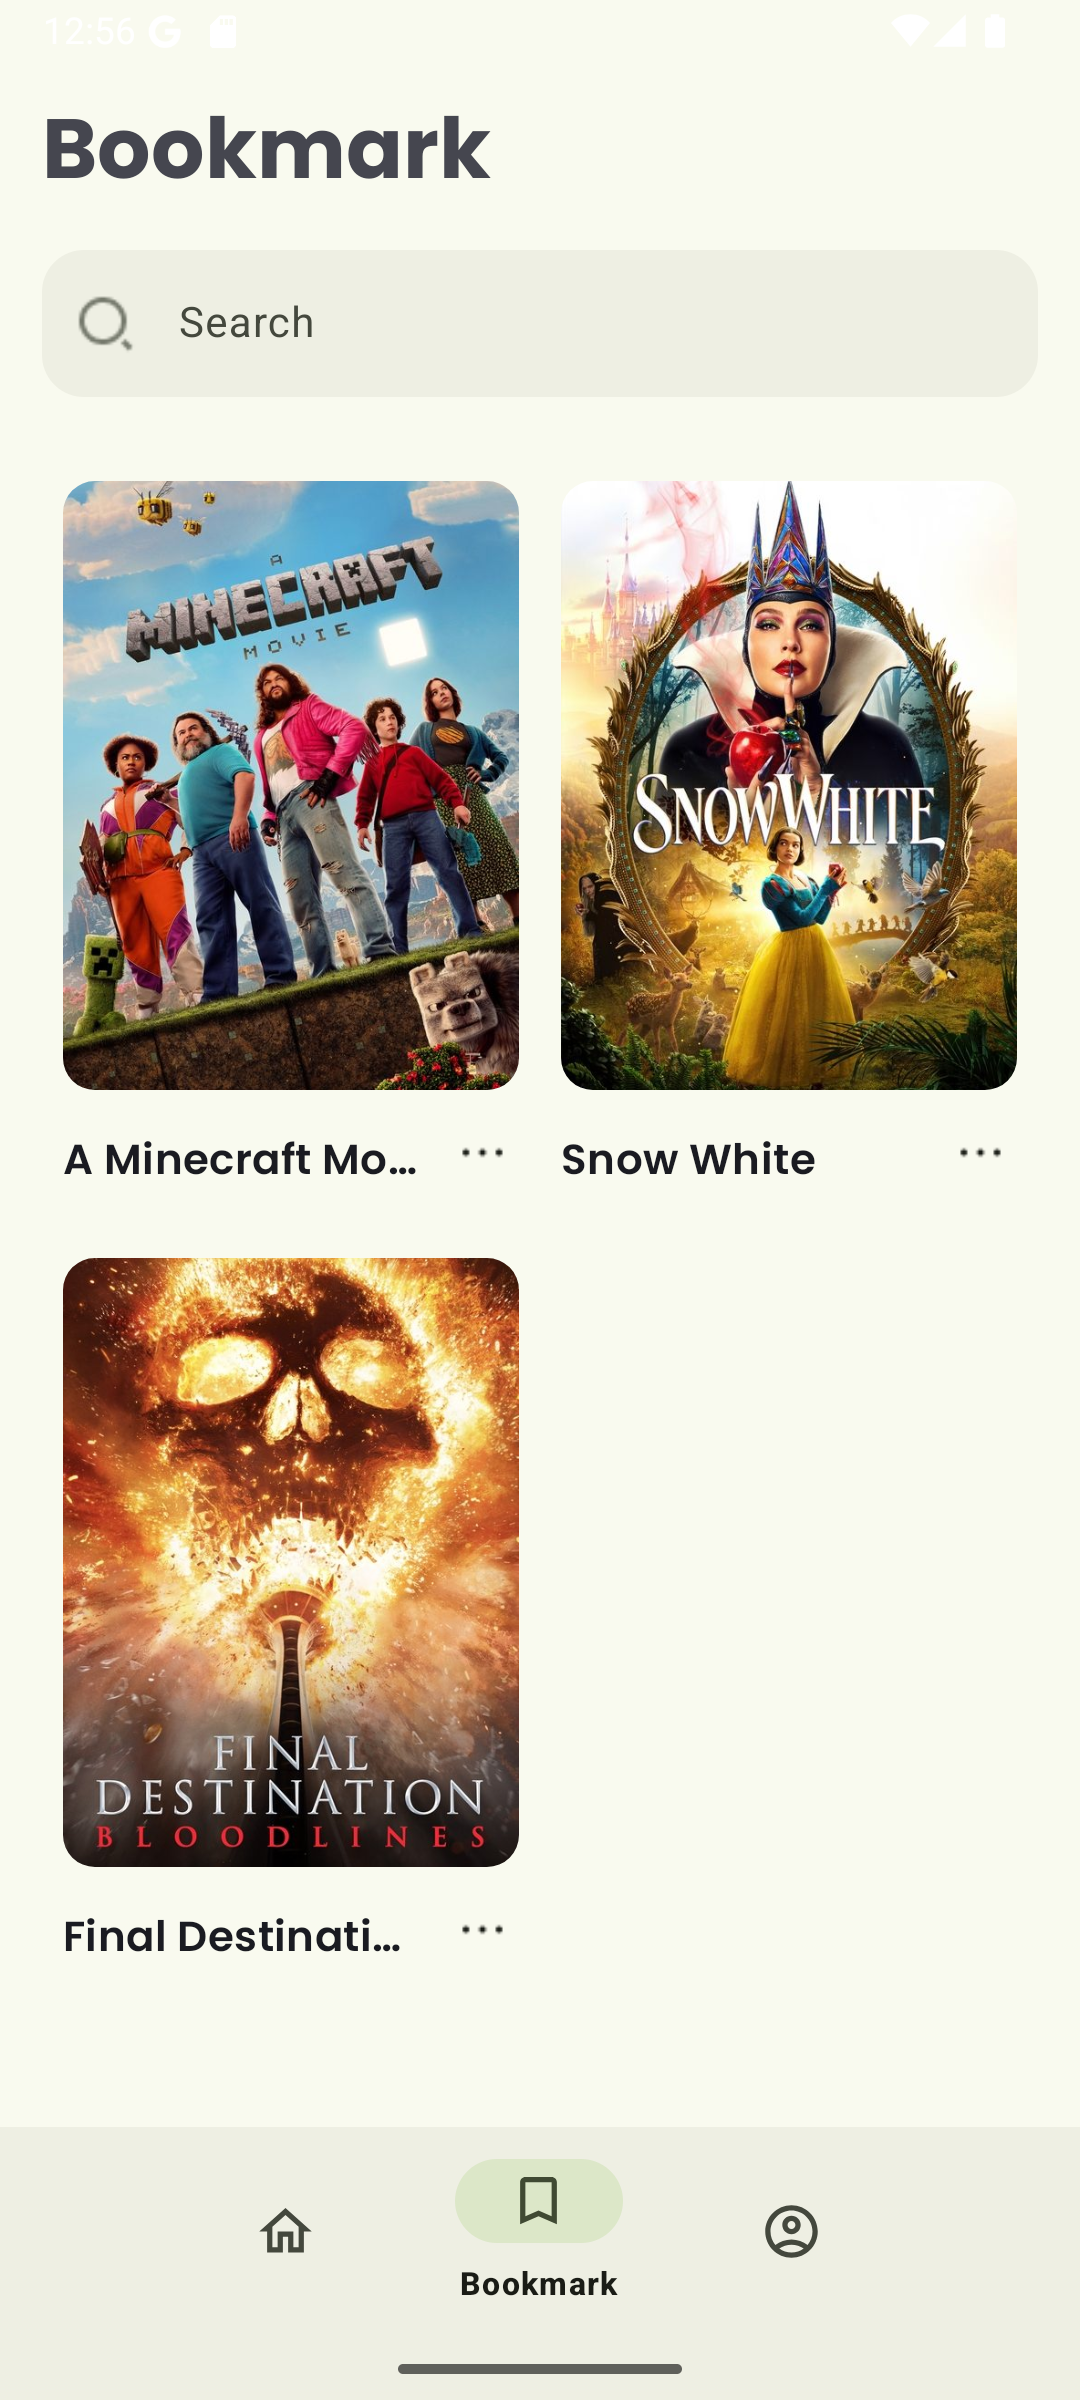 12:56
Bookmark
Search
A
MINECRAFT
MOVIE
SNOW WHITE
A Minecraft Mo...
Snow White
FINAL
DESTINATION
BLOODLINES
Final Destinati...
Bookmark